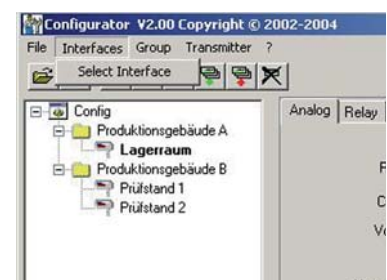 Configurator V2.00 Copyright © 2002-2004
File Interfaces Group Transmitter ?
Select Interface
Config
Analog Relay
Produktionsgebäude A
Lagerraum
Produktionsgebäude B
Prüfstand 1
Prüfstand 2